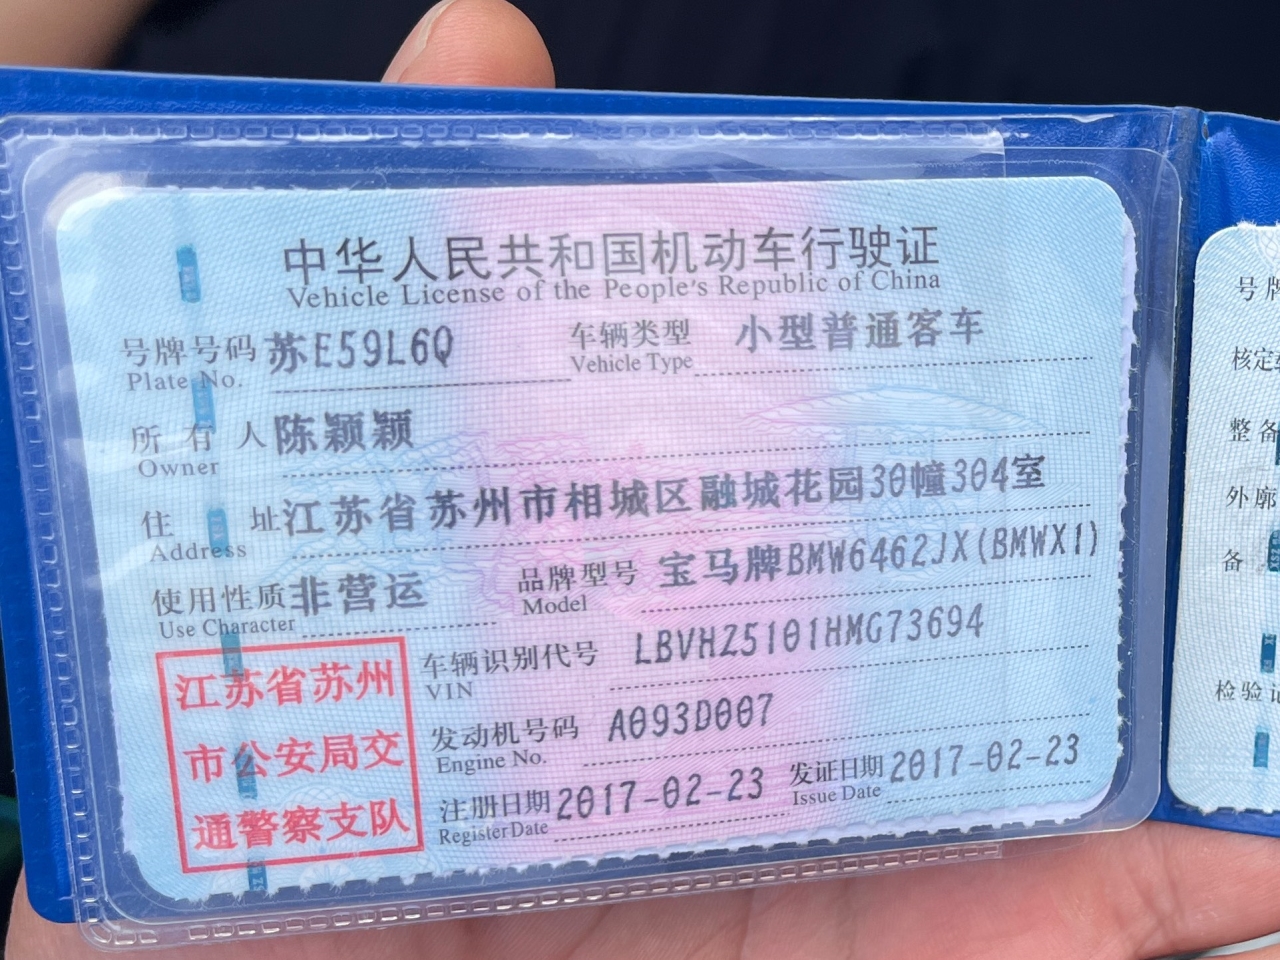 中华人民共和国机动车行驶证
Vehicle License of the People's Republic of China
号牌号码 苏E59L6Q 车辆类型 小型普通客车
Plate No. Vehicle Type
所有人 陈颖颖
Owner
住址 江苏省苏州市相城区融城花园30幢304室
Address
使用性质 非营运 品牌型号 宝马牌BMW6462JX(BMWX1)
Use Character Model
车辆识别代号 LBVHZ5101HMG73694
VIN
发动机号码 A093D007
Engine No.
注册日期 2017-02-23 发证日期 2017-02-23
Register Date Issue Date
江苏省苏州
市公安局交
通警察支队
号牌
核定
整备
外廓
备
检验记